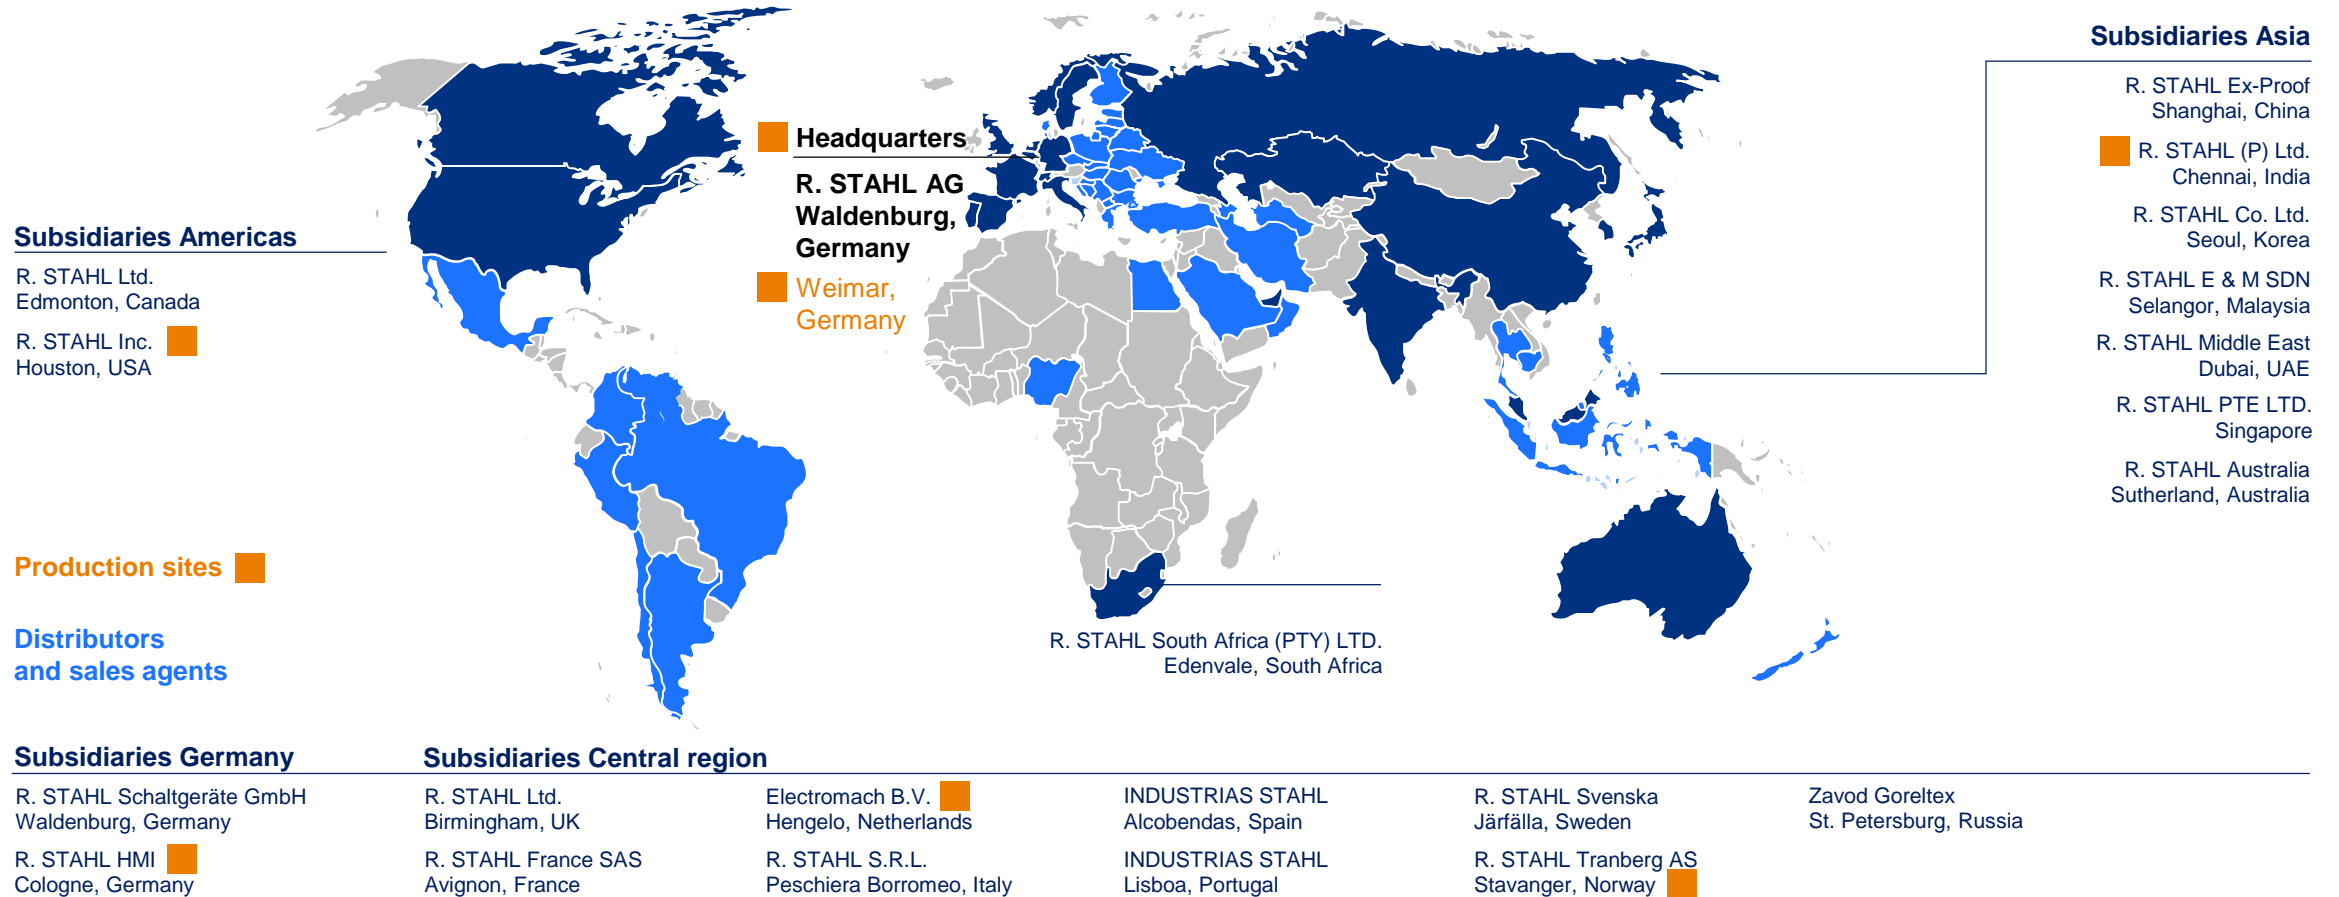 Subsidiaries Asia
R. STAHL Ex-Proof
Shanghai, China
R. STAHL (P) Ltd.
Chennai, India
R. STAHL Co. Ltd.
Seoul, Korea
R. STAHL E & M SDN
Selangor, Malaysia
R. STAHL Middle East
Dubai, UAE
R. STAHL PTE LTD.
Singapore
R. STAHL Australia
Sutherland, Australia
Headquarters
R. STAHL AG
Waldenburg,
Germany
Weimar,
Germany
Subsidiaries Americas
R. STAHL Ltd.
Edmonton, Canada
R. STAHL Inc.
Houston, USA
Production sites
Distributors
and sales agents
R. STAHL South Africa (PTY) LTD.
Edenvale, South Africa
Subsidiaries Germany
R. STAHL Schaltgeräte GmbH
Waldenburg, Germany
R. STAHL HMI
Cologne, Germany
Subsidiaries Central region
R. STAHL Ltd.
Birmingham, UK
R. STAHL France SAS
Avignon, France
Electromach B.V.
Hengelo, Netherlands
R. STAHL S.R.L.
Peschiera Borromeo, Italy
INDUSTRIAS STAHL
Alcobendas, Spain
INDUSTRIAS STAHL
Lisboa, Portugal
R. STAHL Svenska
Järfälla, Sweden
R. STAHL Tranberg AS
Stavanger, Norway
Zavod Goreltex
St. Petersburg, Russia